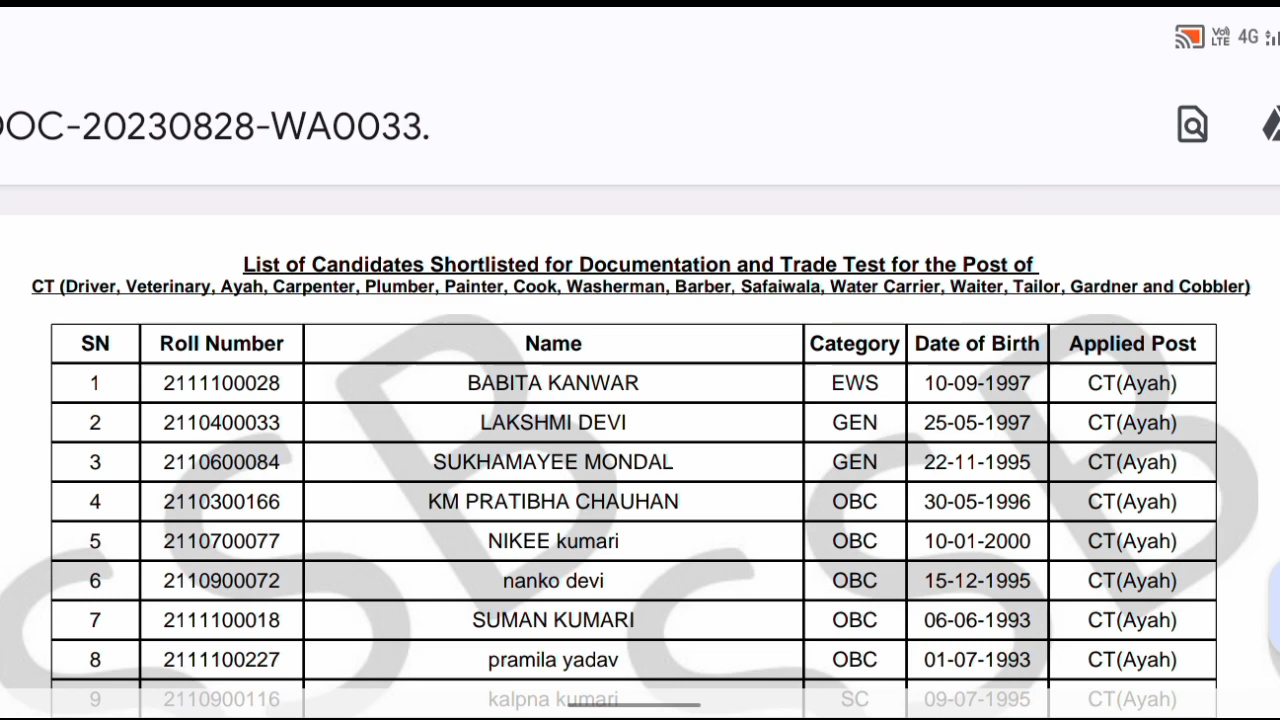 Vo) LTE 4G
OC-20230828-WA0033.
List of Candidates Shortlisted for Documentation and Trade Test for the Post of
CT (Driver, Veterinary, Ayah, Carpenter, Plumber, Painter, Cook, Washerman, Barber, Safaiwala, Water Carrier, Waiter, Tailor, Gardner and Cobbler)
SN Roll Number Name Category Date of Birth Applied Post
1 2111100028 BABITA KANWAR EWS 10-09-1997 CT(Ayah)
2 2110400033 LAKSHMI DEVI GEN 25-05-1997 CT(Ayah)
3 2110600084 SUKHAMAYEE MONDAL GEN 22-11-1995 CT(Ayah)
4 2110300166 KM PRATIBHA CHAUHAN OBC 30-05-1996 CT(Ayah)
5 2110700077 NIKEE kumari OBC 10-01-2000 CT(Ayah)
6 2110900072 nanko devi OBC 15-12-1995 CT(Ayah)
7 2111100018 SUMAN KUMARI OBC 06-06-1993 CT(Ayah)
8 2111100227 pramila yadav OBC 01-07-1993 CT(Ayah)
9 2110900116 kalpna kumari SC 09-07-1995 CT(Ayah)
SSB
SSB